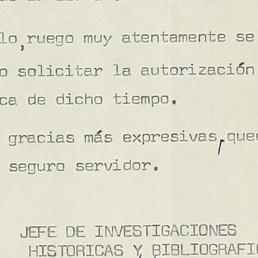 lo, ruego muy atentamente se
o solicitar la autorización
ca de dicho tiempo.
gracias más expresivas, que
seguro servidor.
JEFE DE INVESTIGACIONES
HISTORICAS Y BIBLIOGRAFI